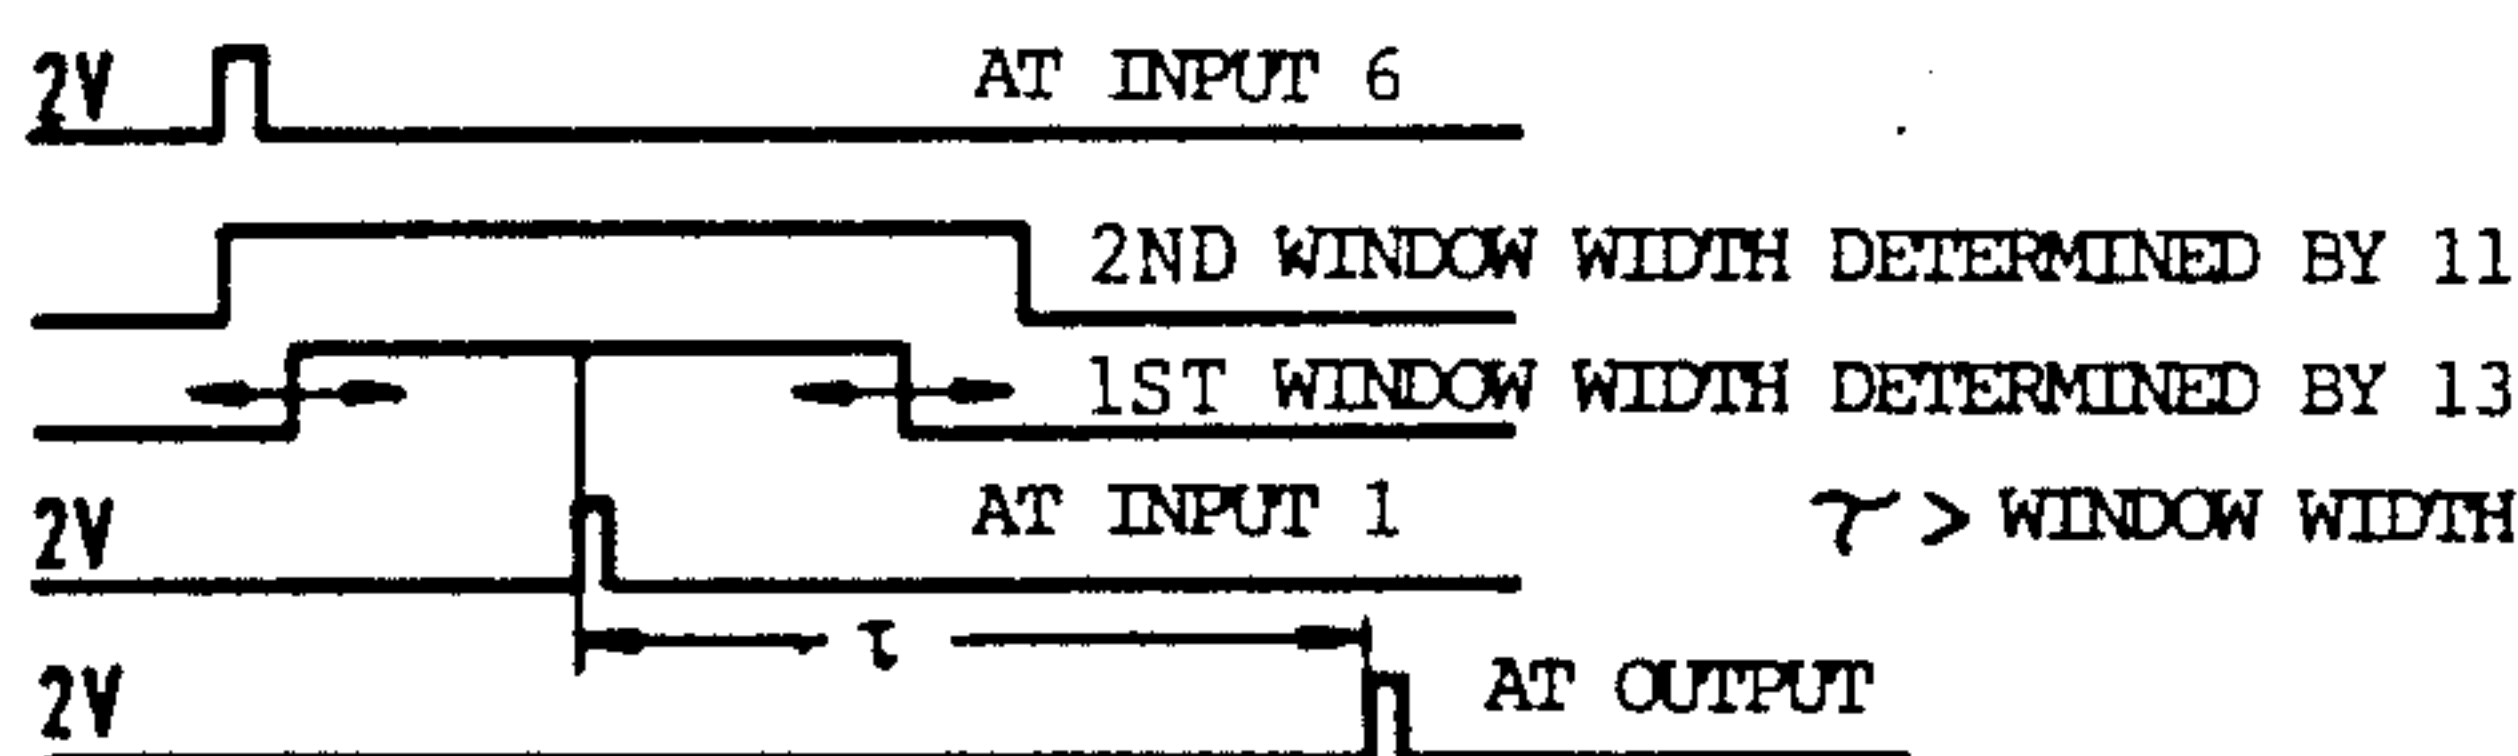 2V AT INPUT 6
2ND WINDOW WIDTH DETERMINED BY 11
1ST WINDOW WIDTH DETERMINED BY 13
2V AT INPUT 1 τ > WINDOW WIDTH
τ
2V AT OUTPUT